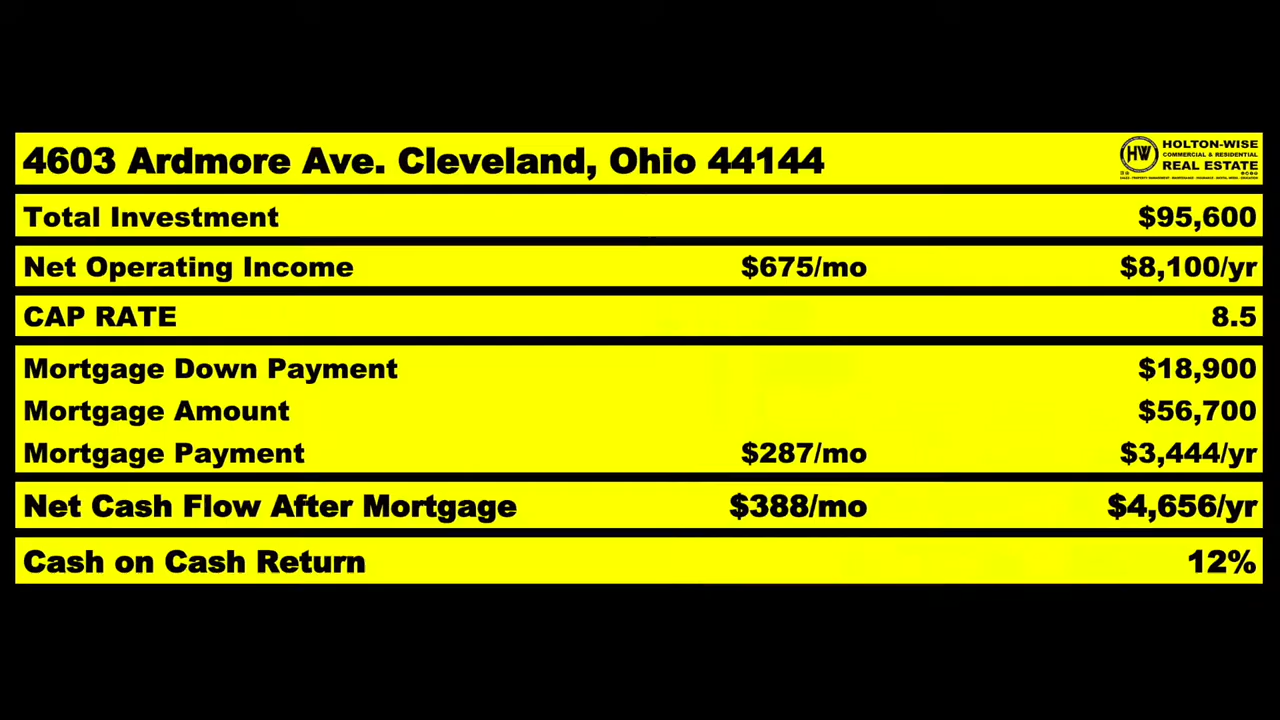 4603 Ardmore Ave. Cleveland, Ohio 44144
HW
HOLTON-WISE
COMMERCIAL & RESIDENTIAL
REAL ESTATE
Total Investment $95,600
Net Operating Income $675/mo $8,100/yr
CAP RATE 8.5
Mortgage Down Payment $18,900
Mortgage Amount $56,700
Mortgage Payment $287/mo $3,444/yr
Net Cash Flow After Mortgage $388/mo $4,656/yr
Cash on Cash Return 12%